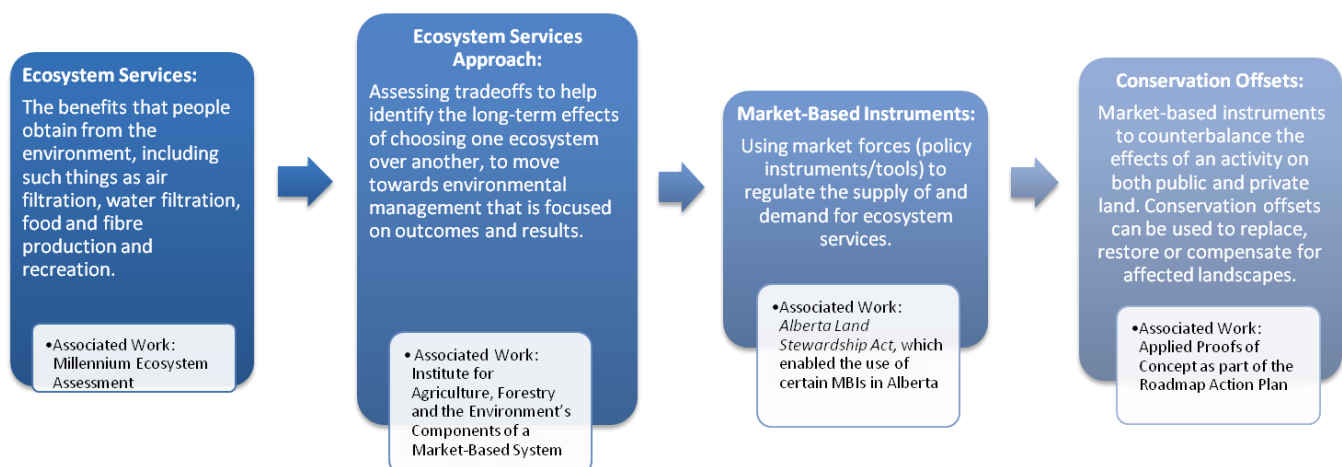 Ecosystem Services:
The benefits that people
obtain from the
environment, including
such things as air
filtration, water filtration,
food and fibre
production and
recreation.
•Associated Work:
Millennium Ecosystem
Assessment
Ecosystem Services
Approach:
Assessing tradeoffs to help
identify the long-term effects
of choosing one ecosystem
over another, to move
towards environmental
management that is focused
on outcomes and results.
• Associated Work:
Institute for
Agriculture, Forestry
and the Environment's
Components of a
Market-Based System
Market-Based Instruments:
Using market forces (policy
instruments/tools) to
regulate the supply of and
demand for ecosystem
services.
•Associated Work:
Alberta Land
Stewardship Act, which
enabled the use of
certain MBIs in Alberta
Conservation Offsets:
Market-based instruments
to counterbalance the
effects of an activity on
both public and private
land. Conservation offsets
can be used to replace,
restore or compensate for
affected landscapes.
•Associated Work:
Applied Proofs of
Concept as part of the
Roadmap Action Plan